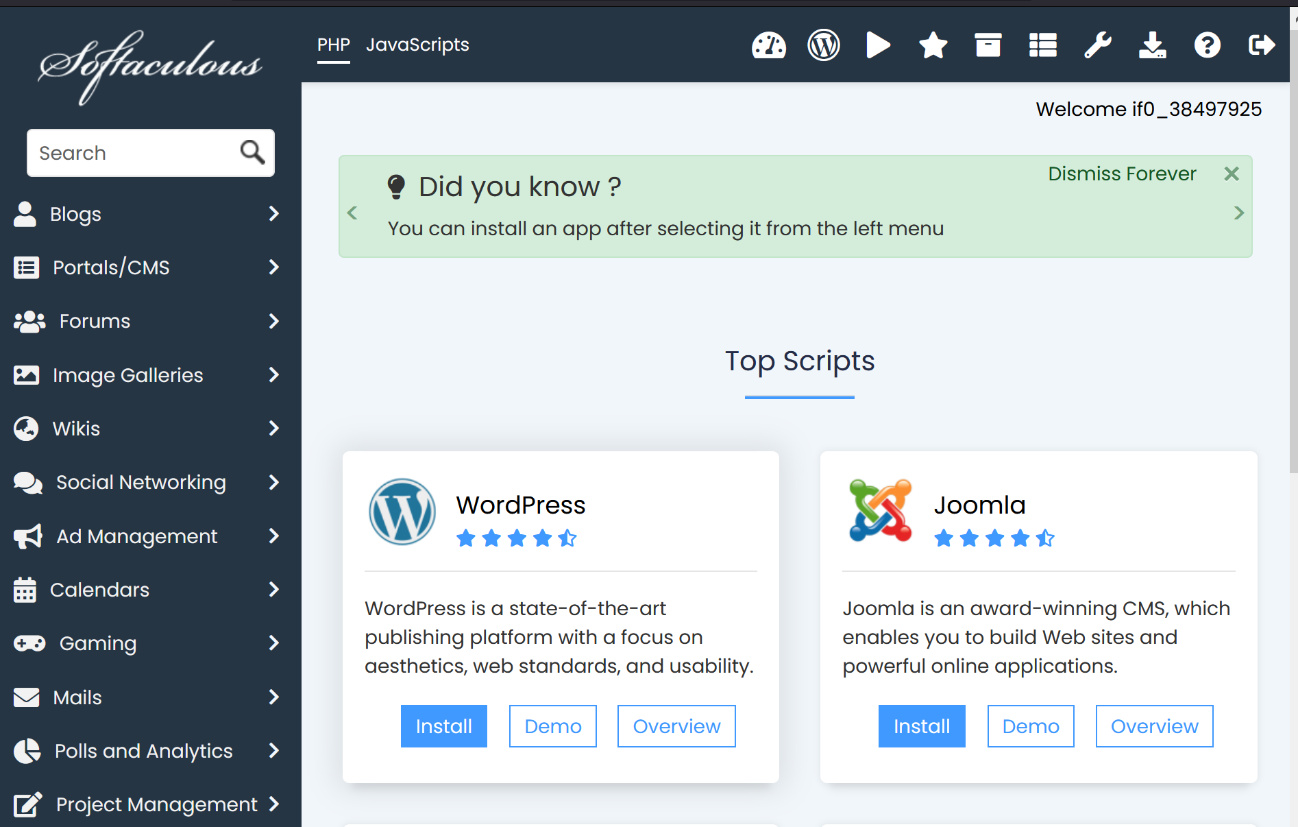 Softaculous
PHP JavaScripts
Welcome if0_38497925
Search
Blogs
Portals/CMS
Forums
Image Galleries
Wikis
Social Networking
Ad Management
Calendars
Gaming
Mails
Polls and Analytics
Project Management
Did you know ?
Dismiss Forever
You can install an app after selecting it from the left menu
Top Scripts
WordPress
WordPress is a state-of-the-art
publishing platform with a focus on
aesthetics, web standards, and usability.
Install Demo Overview
Joomla
Joomla is an award-winning CMS, which
enables you to build Web sites and
powerful online applications.
Install Demo Overview